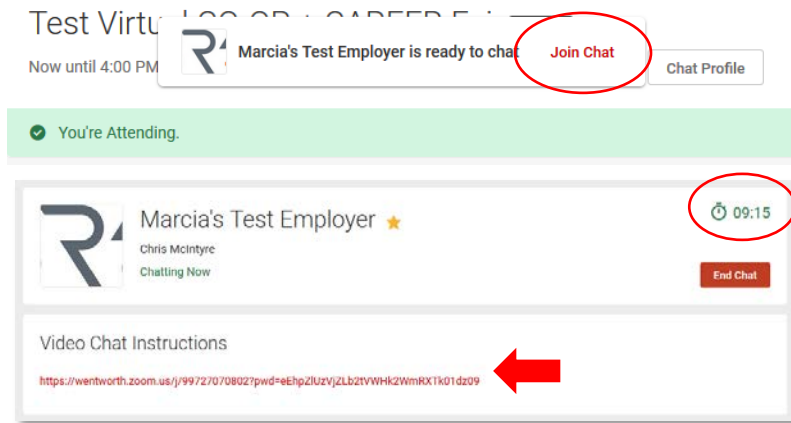 Test Virtu
Marcia's Test Employer is ready to chat
Join Chat
Now until 4:00 PM
Chat Profile
You're Attending.
Marcia's Test Employer
09:15
Chris McIntyre
Chatting Now
End Chat
Video Chat Instructions
https://wentworth.zoom.us/j/99727070802?pwd=eEhpZlUzVjZLb2tVWHk2WmRXTk01dz09